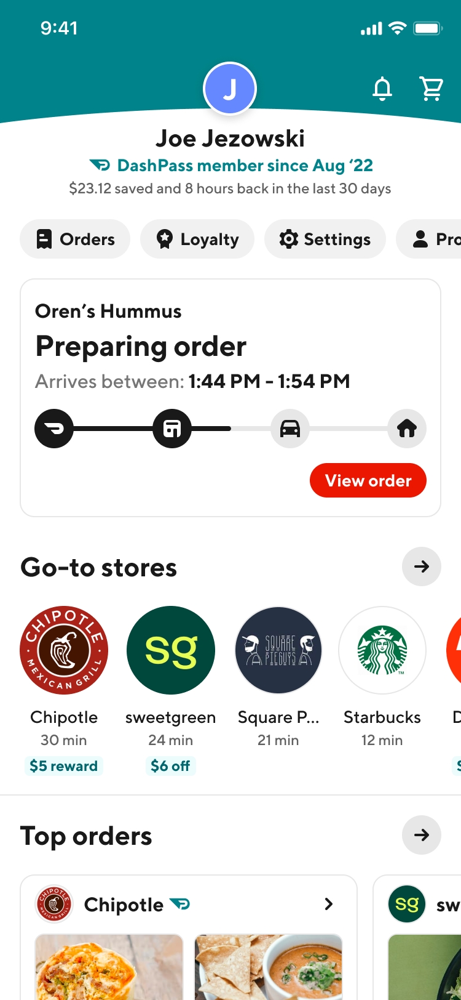 9:41
J
Joe Jezowski
DashPass member since Aug ‘22
$23.12 saved and 8 hours back in the last 30 days
Orders Loyalty Settings Pro
Oren’s Hummus
Preparing order
Arrives between: 1:44 PM - 1:54 PM
View order
Go-to stores
CHIPOTLE
MEXICAN GRILL
sg
SQUARE
PIEGUYS
TM
Chipotle sweetgreen Square P... Starbucks D
30 min 24 min 21 min 12 min
$5 reward $6 off $
Top orders
CHIPOTLE
MEXICAN GRILL
Chipotle
sg
sw